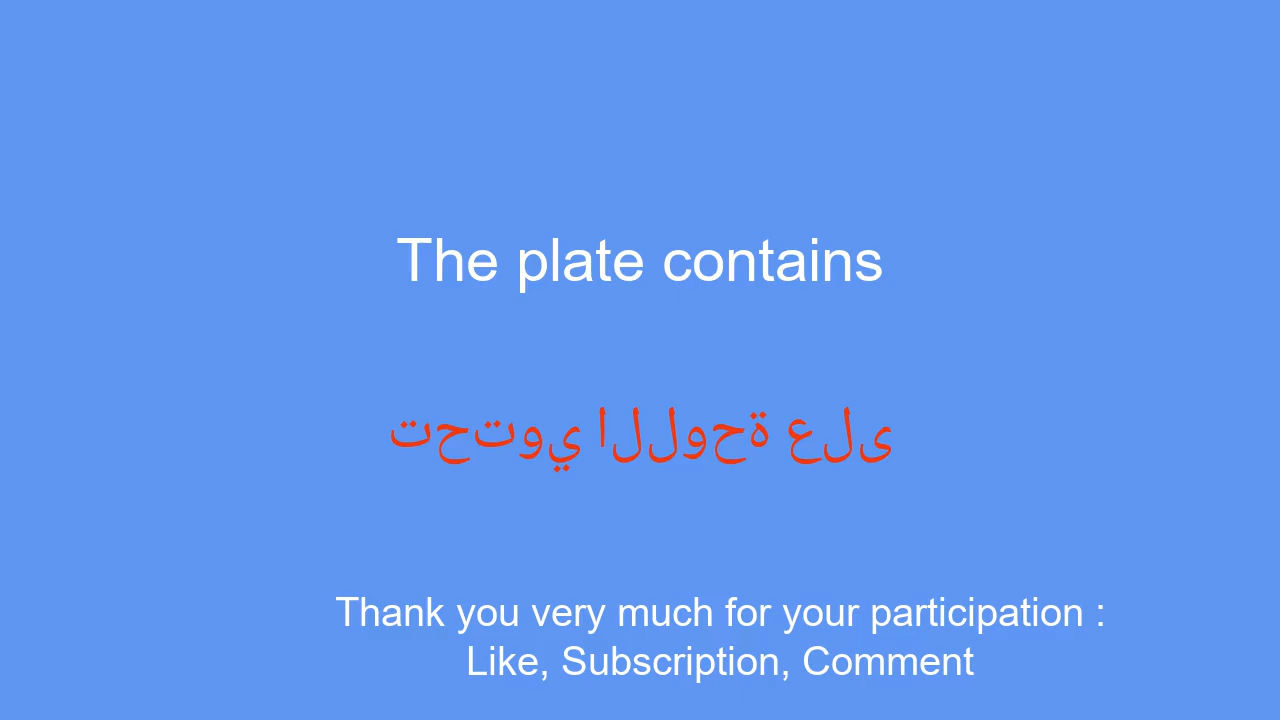 The plate contains
تحتوي اللوحة على
Thank you very much for your participation :
Like, Subscription, Comment